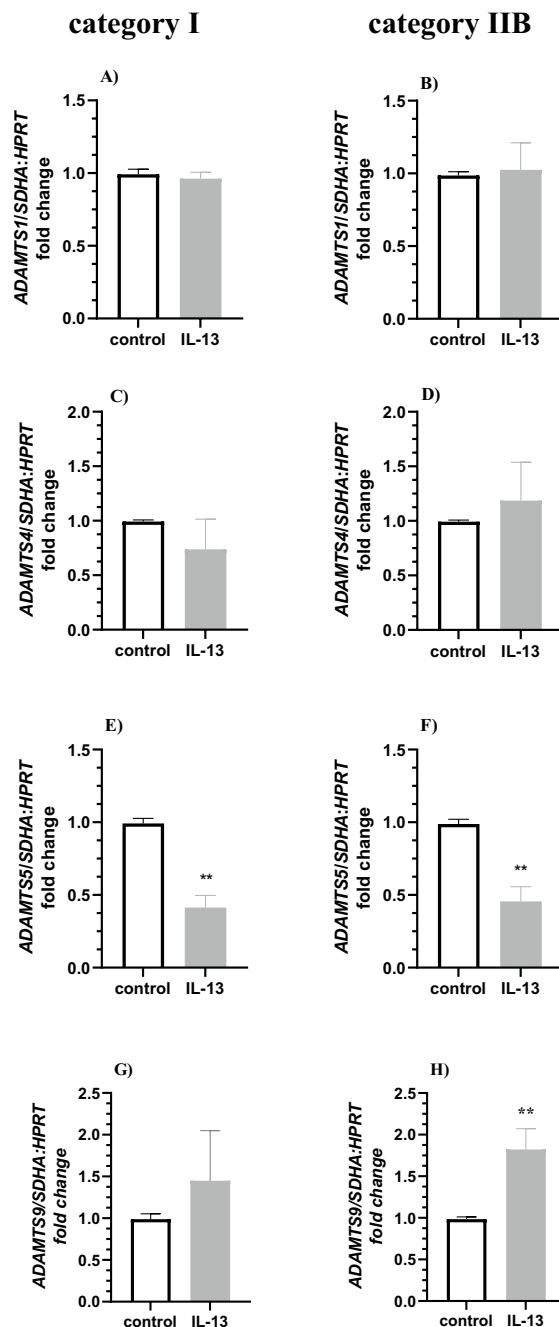 category I
category IIB
A)
ADAMTS1/SDHA:HPRT
fold change
1.5
1.0
0.5
0.0
control IL-13
B)
ADAMTS1/SDHA:HPRT
fold change
1.5
1.0
0.5
0.0
control IL-13
C)
ADAMTS4/SDHA:HPRT
fold change
2.0
1.5
1.0
0.5
0.0
control IL-13
D)
ADAMTS4/SDHA:HPRT
fold change
2.0
1.5
1.0
0.5
0.0
control IL-13
E)
ADAMTS5/SDHA:HPRT
fold change
1.5
1.0
0.5
0.0
**
control IL-13
F)
ADAMTS5/SDHA:HPRT
fold change
1.5
1.0
0.5
0.0
**
control IL-13
G)
ADAMTS9/SDHA:HPRT
fold change
2.5
2.0
1.5
1.0
0.5
0.0
control IL-13
H)
ADAMTS9/SDHA:HPRT
fold change
2.5
2.0
1.5
1.0
0.5
0.0
**
control IL-13